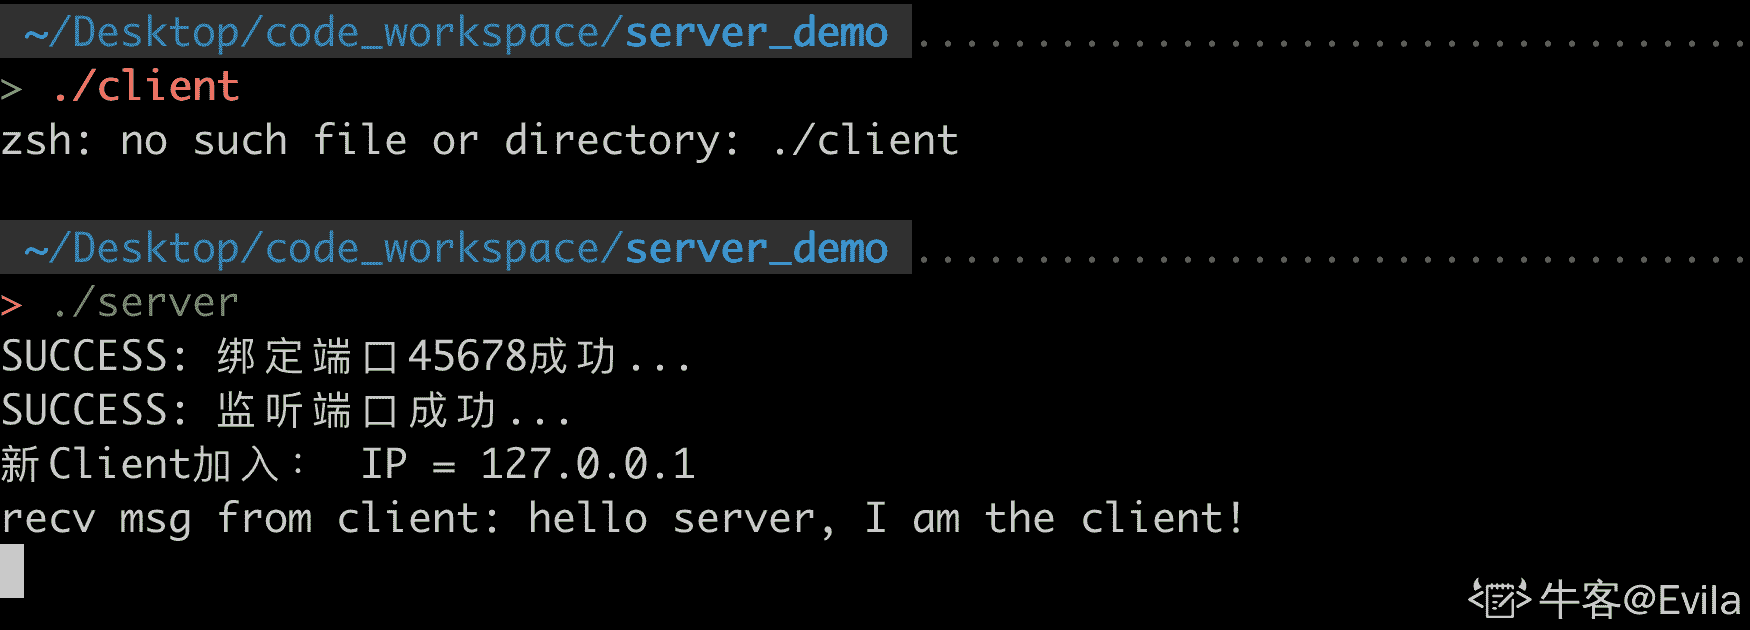 ~/Desktop/code_workspace/server_demo ...................................
> ./client
zsh: no such file or directory: ./client
~/Desktop/code_workspace/server_demo ...................................
> ./server
SUCCESS: 绑定端口45678成功...
SUCCESS: 监听端口成功...
新Client加入： IP = 127.0.0.1
recv msg from client: hello server, I am the client!
牛客@Evila